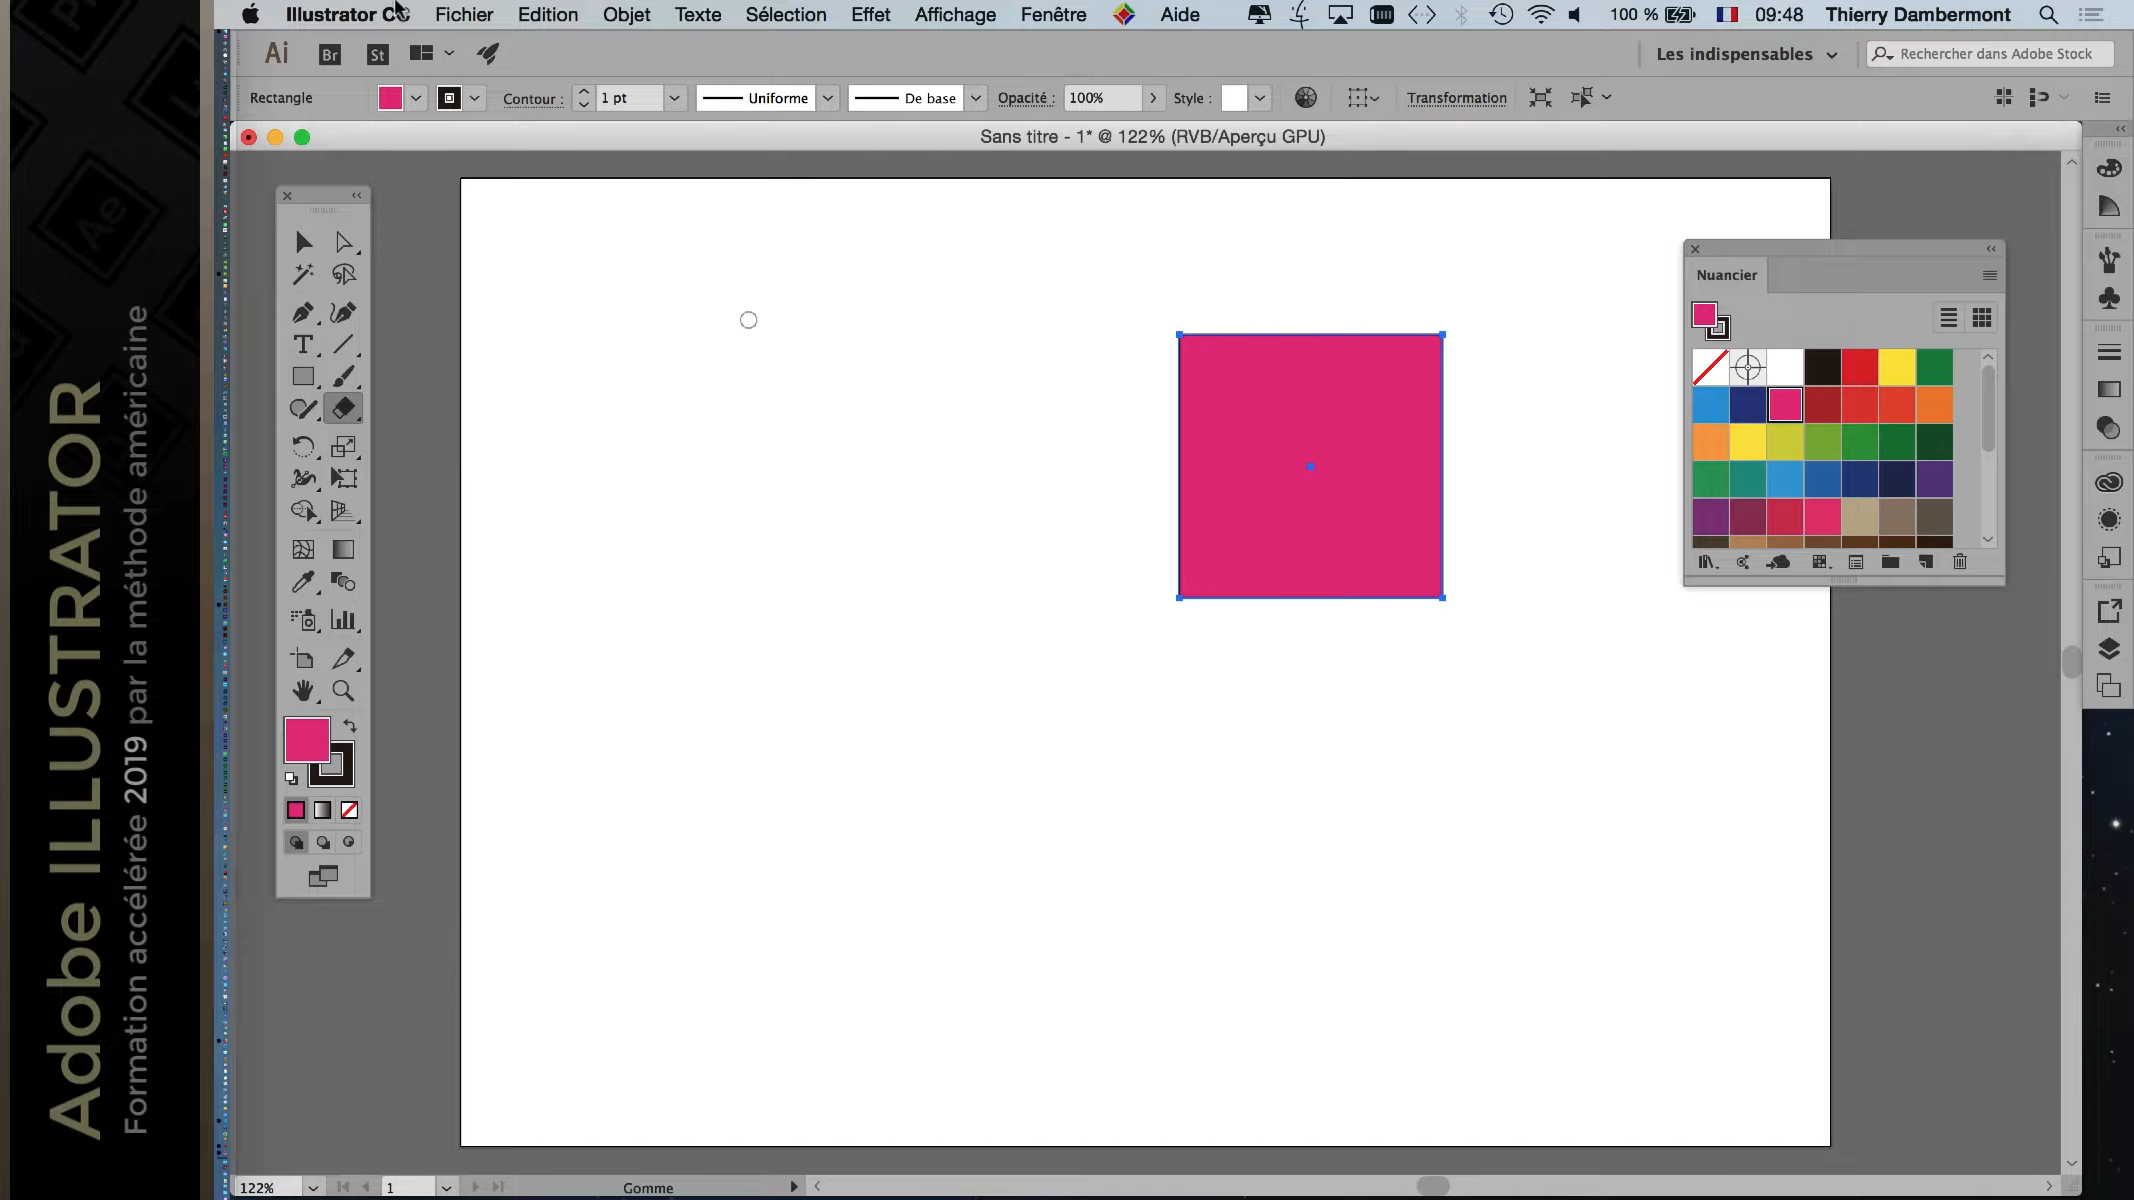 Illustrator CC Fichier Edition Objet Texte Sélection Effet Affichage Fenêtre Aide 100 % 09:48 Thierry Dambermont
Ai Br St Les indispensables Rechercher dans Adobe Stock
Rectangle Contour : 1 pt Uniforme De base Opacité : 100% Style : Transformation
Sans titre - 1* @ 122% (RVB/Aperçu GPU)
Nuancier
Adobe ILLUSTRATOR
Formation accélérée 2019 par la méthode américaine
Ae
122% 1 Gomme